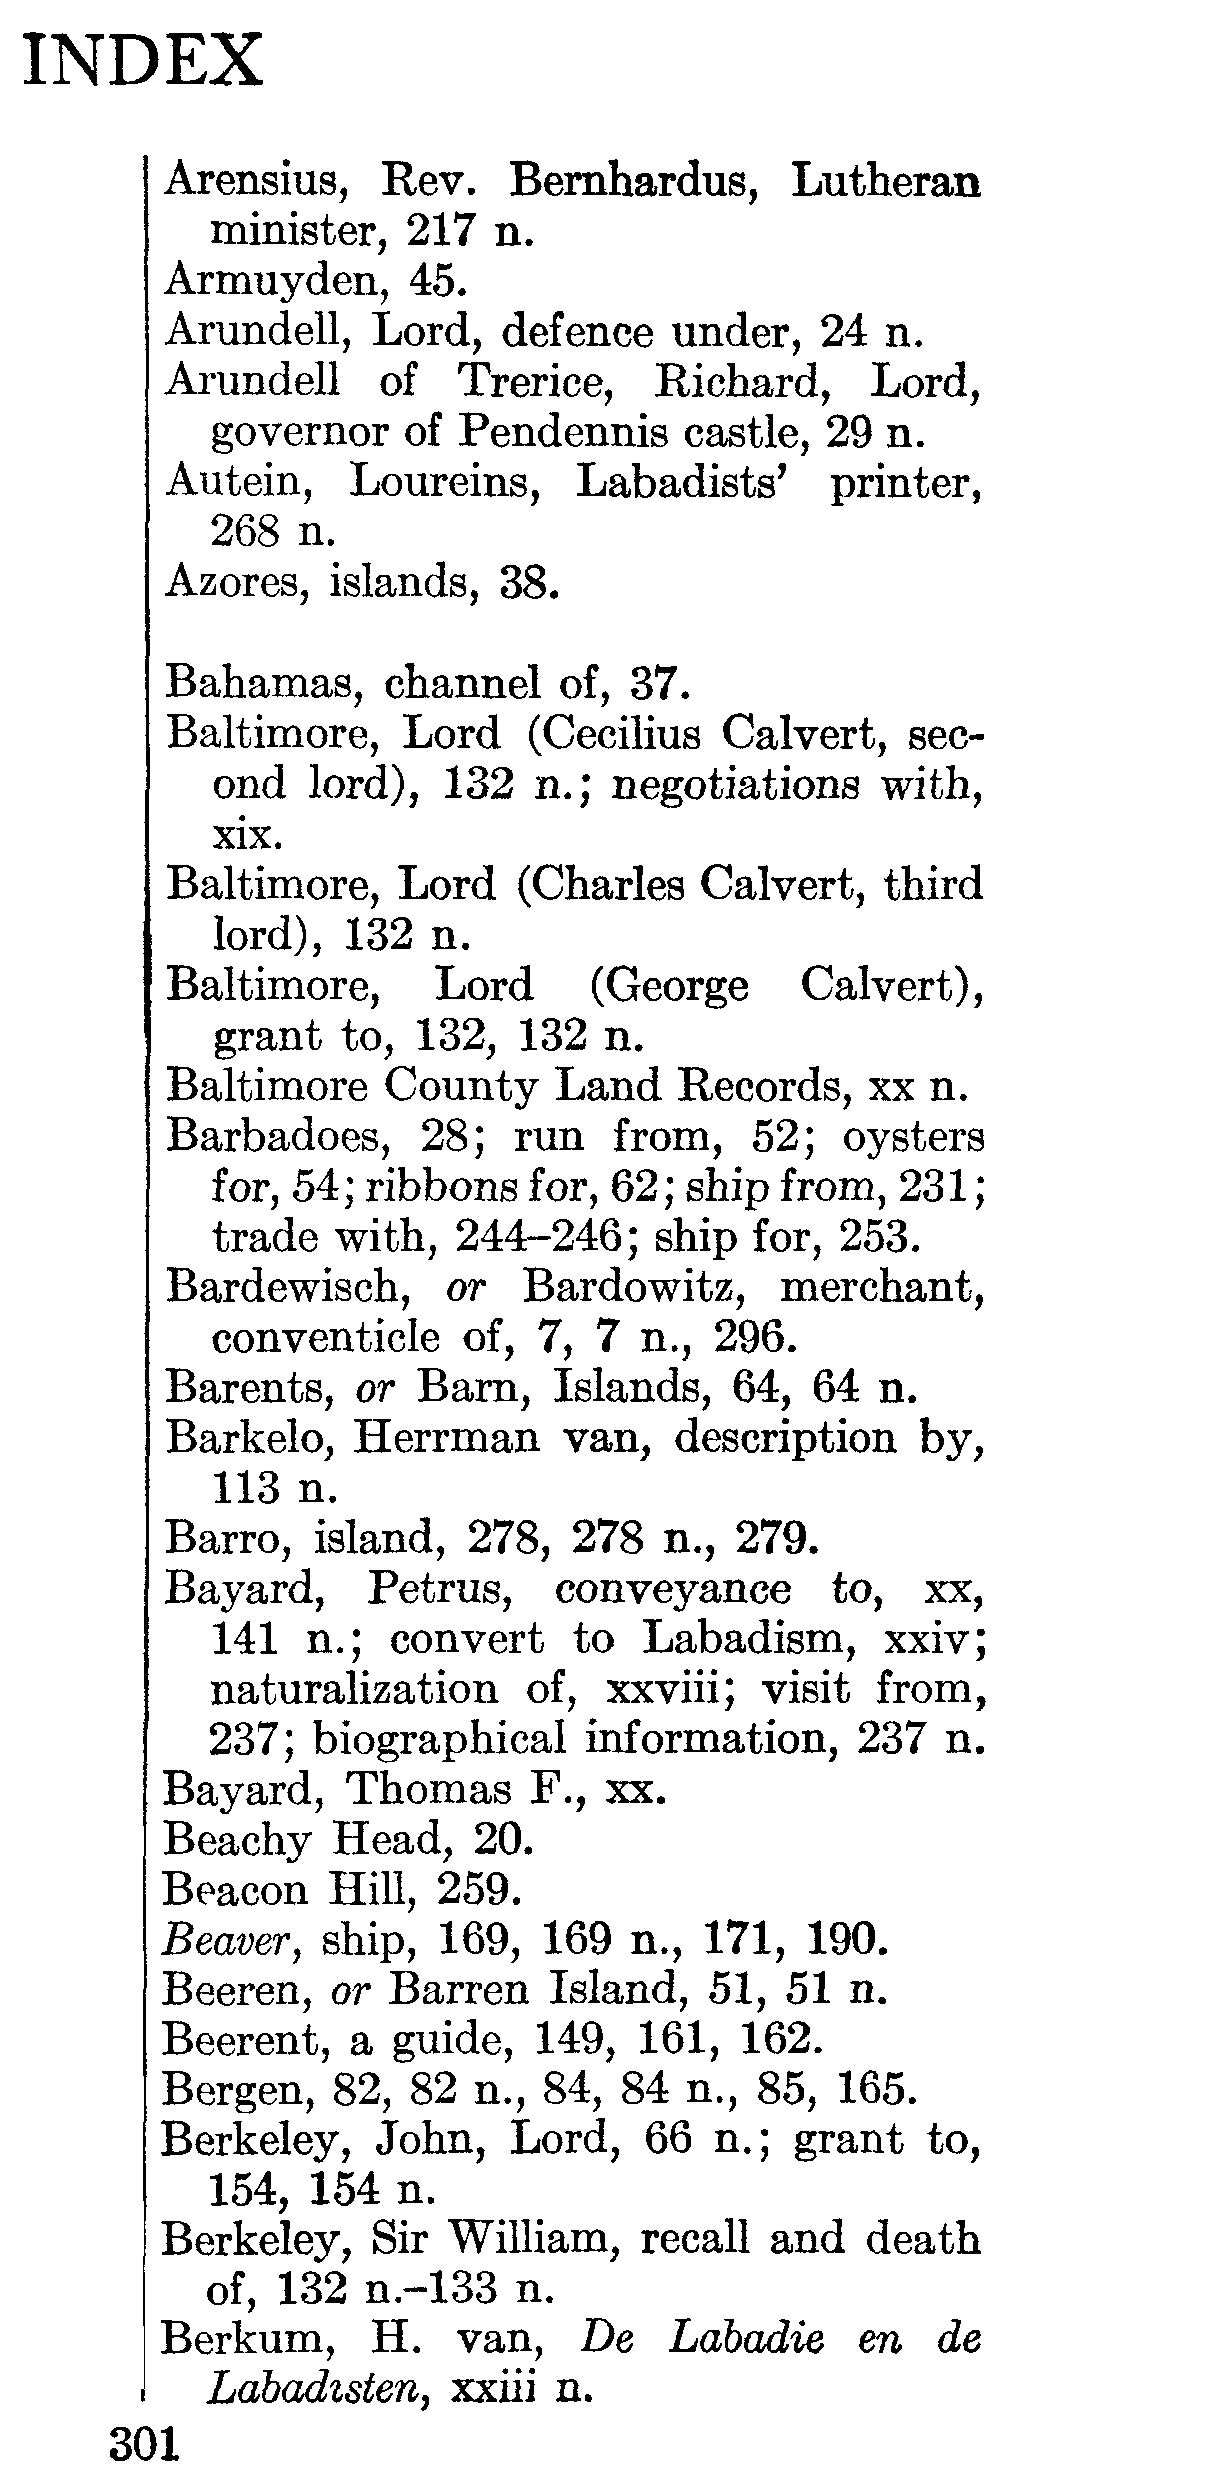 INDEX
Arensius, Rev. Bernhardus, Lutheran
minister, 217 n.
Armuyden, 45.
Arundell, Lord, defence under, 24 n.
Arundell of Trerice, Richard, Lord,
governor of Pendennis castle, 29 n.
Autein, Loureins, Labadists' printer,
268 n.
Azores, islands, 38.
Bahamas, channel of, 37.
Baltimore, Lord (Cecilius Calvert, sec-
ond lord), 132 n.; negotiations with,
xix.
Baltimore, Lord (Charles Calvert, third
lord), 132 n.
Baltimore, Lord (George Calvert),
grant to, 132, 132 n.
Baltimore County Land Records, xx n.
Barbadoes, 28; run from, 52; oysters
for, 54; ribbons for, 62; ship from, 231;
trade with, 244–246; ship for, 253.
Bardewisch, or Bardowitz, merchant,
conventicle of, 7, 7 n., 296.
Barents, or Barn, Islands, 64, 64 n.
Barkelo, Herrman van, description by,
113 n.
Barro, island, 278, 278 n., 279.
Bayard, Petrus, conveyance to, xx,
141 n.; convert to Labadism, xxiv;
naturalization of, xxviii; visit from,
237; biographical information, 237 n.
Bayard, Thomas F., xx.
Beachy Head, 20.
Beacon Hill, 259.
Beaver, ship, 169, 169 n., 171, 190.
Beeren, or Barren Island, 51, 51 n.
Beerent, a guide, 149, 161, 162.
Bergen, 82, 82 n., 84, 84 n., 85, 165.
Berkeley, John, Lord, 66 n.; grant to,
154, 154 n.
Berkeley, Sir William, recall and death
of, 132 n.–133 n.
Berkum, H. van, De Labadie en de
Labadisten, xxiii n.
301